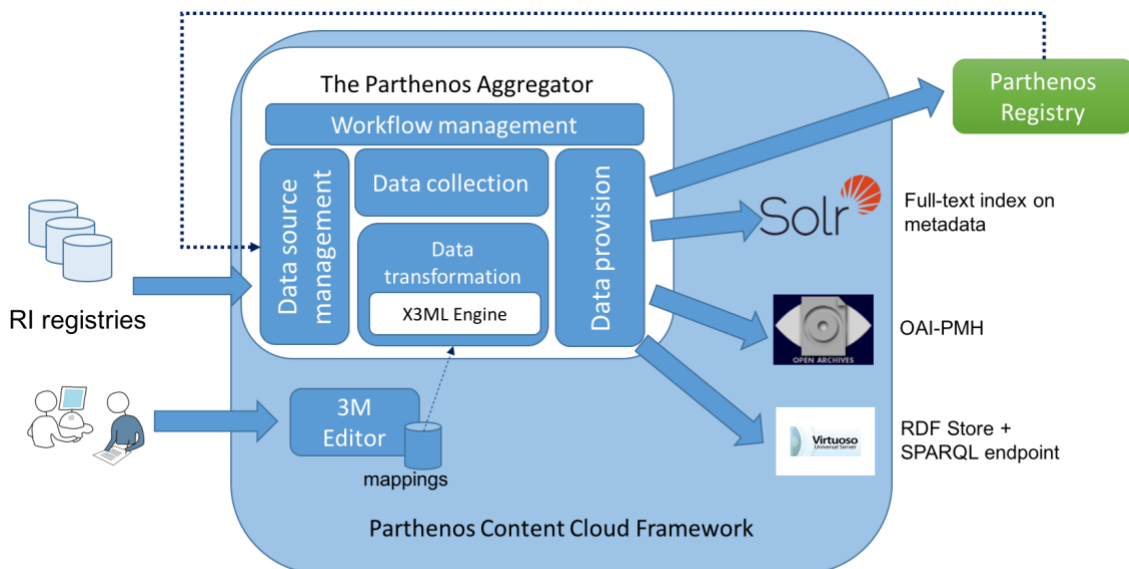 The Parthenos Aggregator
Workflow management
Data source
management
Data collection
Data
transformation
X3ML Engine
Data provision
Parthenos
Registry
Solr
Full-text index on
metadata
RI registries
OPEN ARCHIVES
OAI-PMH
3M
Editor
mappings
Virtuoso
Universal Server
RDF Store +
SPARQL endpoint
Parthenos Content Cloud Framework